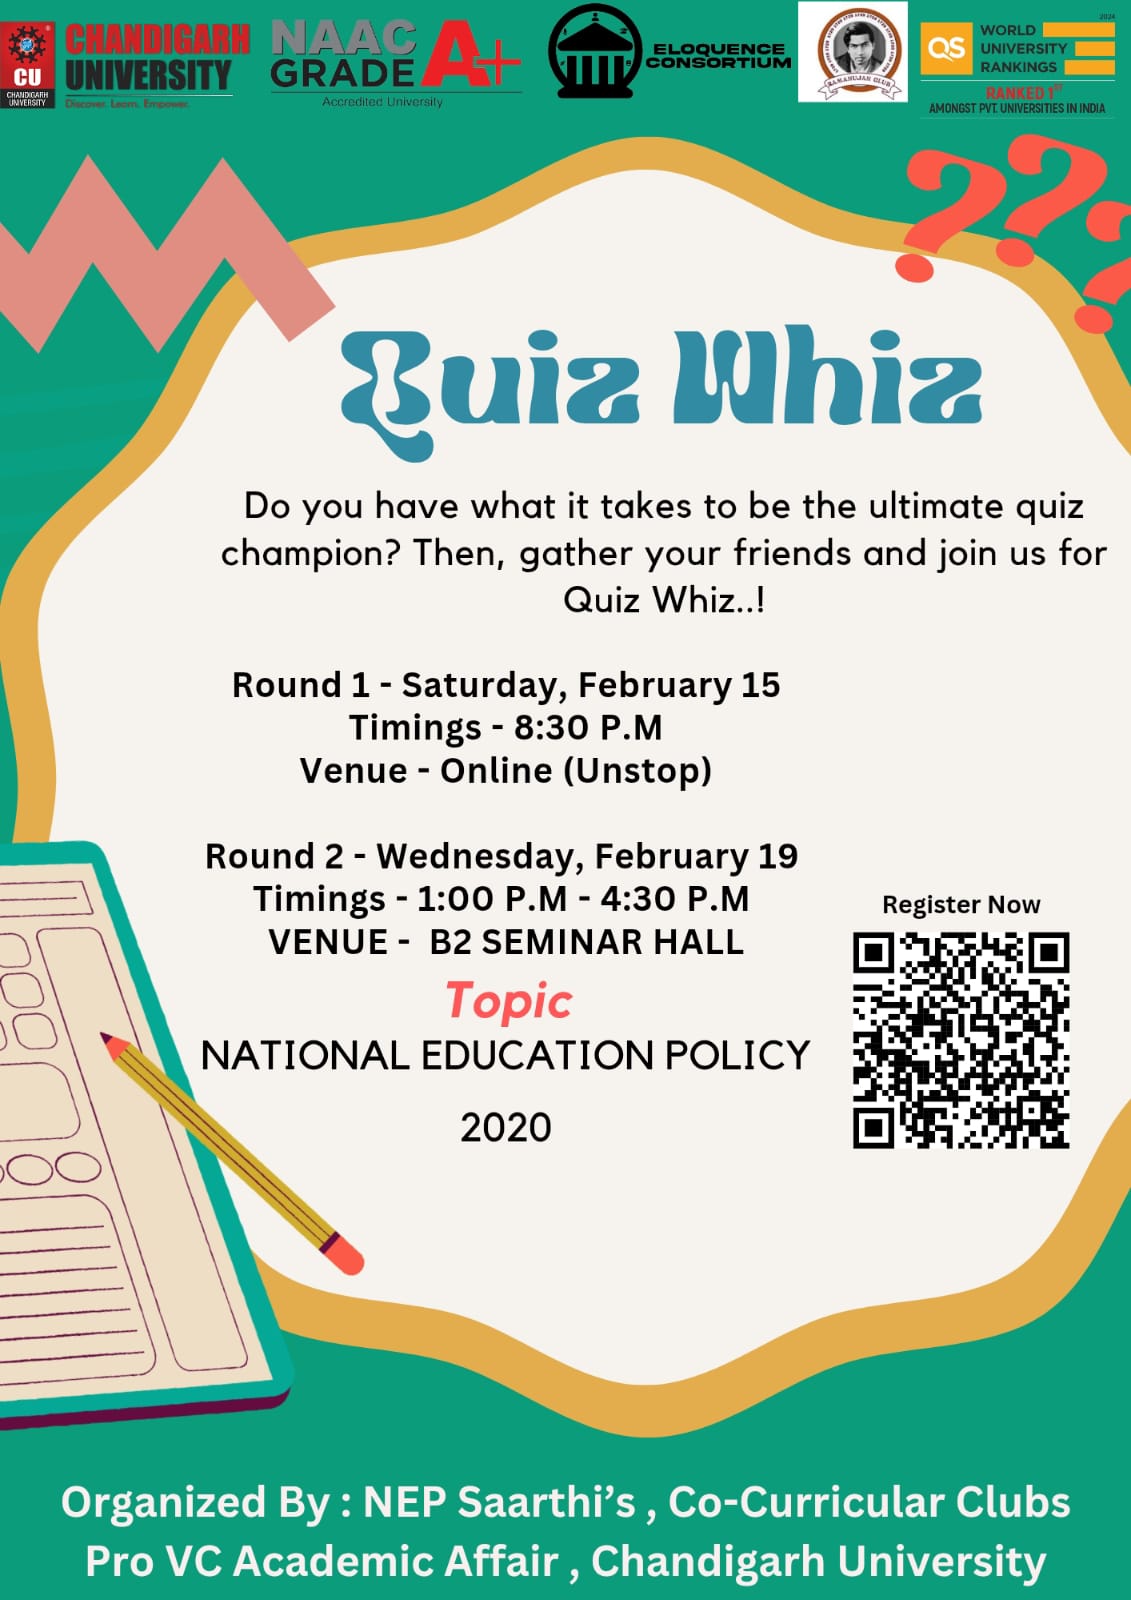 CU
CHANDIGARH
UNIVERSITY
CHANDIGARH
UNIVERSITY
Discover. Learn. Empower.
NAAC
GRADE A+
Accredited University
ELOQUENCE
CONSORTIUM
RAMANUJAN CLUB
2024
QS
WORLD
UNIVERSITY
RANKINGS
RANKED 1ST
AMONGST PVT. UNIVERSITIES IN INDIA
???
Quiz Whiz
Do you have what it takes to be the ultimate quiz
champion? Then, gather your friends and join us for
Quiz Whiz..!
Round 1 - Saturday, February 15
Timings - 8:30 P.M
Venue - Online (Unstop)
Round 2 - Wednesday, February 19
Timings - 1:00 P.M - 4:30 P.M
VENUE - B2 SEMINAR HALL
Topic
NATIONAL EDUCATION POLICY
2020
Register Now
Organized By : NEP Saarthi's , Co-Curricular Clubs
Pro VC Academic Affair , Chandigarh University